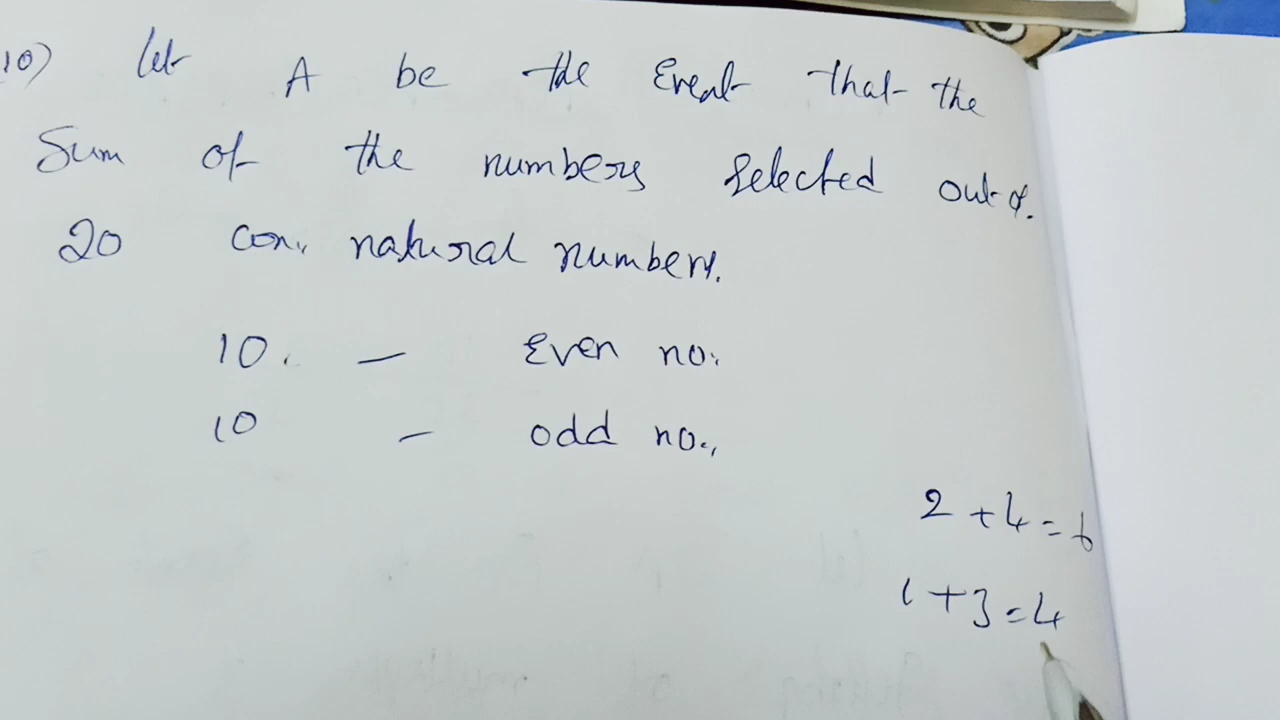 10) Let A be the Event that the
Sum of the numbers selected out of.
20 con., natural numbers.
10. - Even no.
10 - odd no.,
2 + 4 = 6
1 + 3 = 4